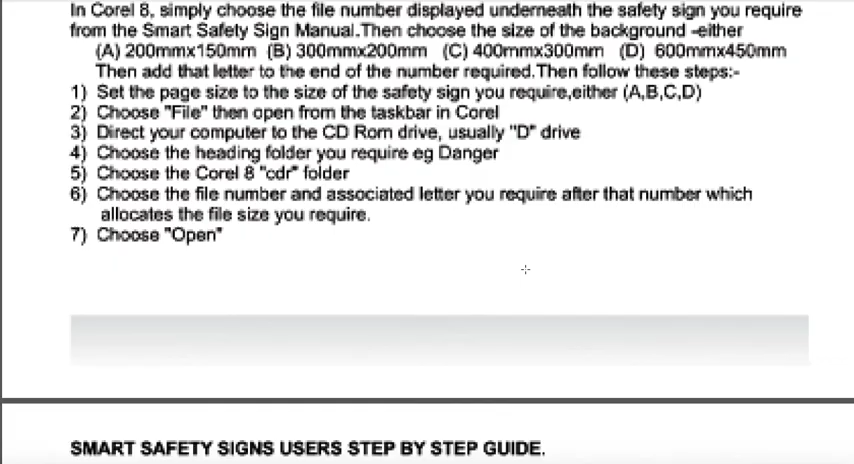 In Corel 8, simply choose the file number displayed underneath the safety sign you require
from the Smart Safety Sign Manual.Then choose the size of the background -either
(A) 200mmx150mm (B) 300mmx200mm (C) 400mmx300mm (D) 600mmx450mm
Then add that letter to the end of the number required.Then follow these steps:-
1) Set the page size to the size of the safety sign you require,either (A,B,C,D)
2) Choose "File" then open from the taskbar in Corel
3) Direct your computer to the CD Rom drive, usually "D" drive
4) Choose the heading folder you require eg Danger
5) Choose the Corel 8 "cdr" folder
6) Choose the file number and associated letter you require after that number which
allocates the file size you require.
7) Choose "Open"
SMART SAFETY SIGNS USERS STEP BY STEP GUIDE.